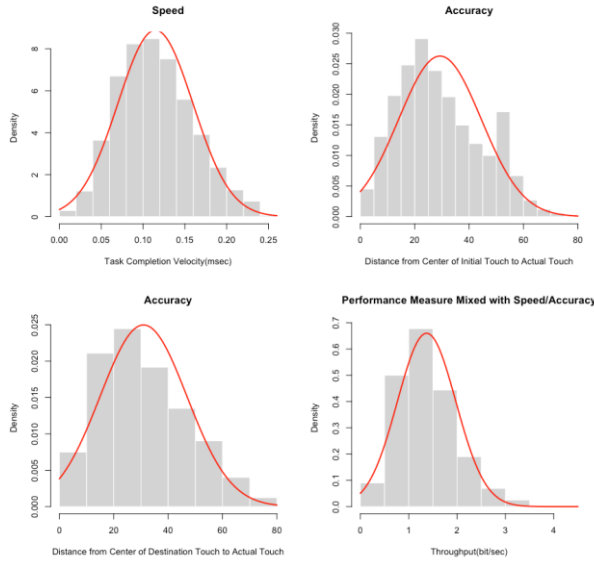 Speed
Density
0 2 4 6 8
0.00 0.05 0.10 0.15 0.20 0.25
Task Completion Velocity(msec)
Accuracy
Density
0.000 0.005 0.010 0.015 0.020 0.025 0.030
0 20 40 60 80
Distance from Center of Initial Touch to Actual Touch
Accuracy
Density
0.000 0.005 0.010 0.015 0.020 0.025
0 20 40 60 80
Distance from Center of Destination Touch to Actual Touch
Performance Measure Mixed with Speed/Accuracy
Density
0.0 0.1 0.2 0.3 0.4 0.5 0.6 0.7
0 1 2 3 4
Throughput(bit/sec)